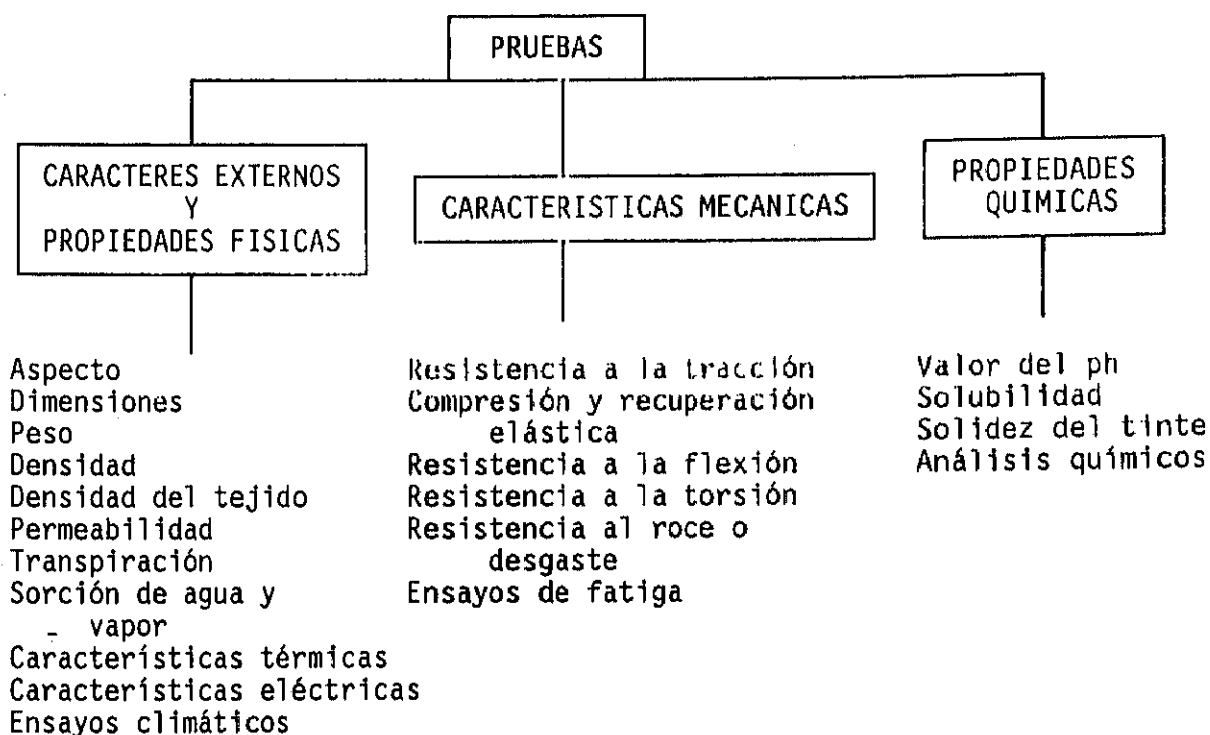 PRUEBAS
CARACTERES EXTERNOS
Y
PROPIEDADES FISICAS
CARACTERISTICAS MECANICAS
PROPIEDADES
QUIMICAS
Aspecto
Dimensiones
Peso
Densidad
Densidad del tejido
Permeabilidad
Transpiración
Sorción de agua y
vapor
Características térmicas
Características eléctricas
Ensayos climáticos
Resistencia a la tracción
Compresión y recuperación
elástica
Resistencia a la flexión
Resistencia a la torsión
Resistencia al roce o
desgaste
Ensayos de fatiga
Valor del ph
Solubilidad
Solidez del tinte
Análisis químicos